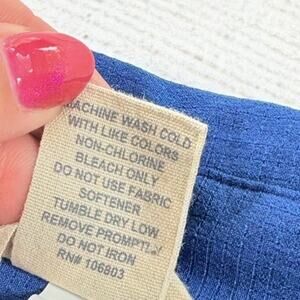 MACHINE WASH COLD
WITH LIKE COLORS
NON-CHLORINE
BLEACH ONLY
DO NOT USE FABRIC
SOFTENER
TUMBLE DRY LOW
REMOVE PROMPTLY
DO NOT IRON
RN# 106803